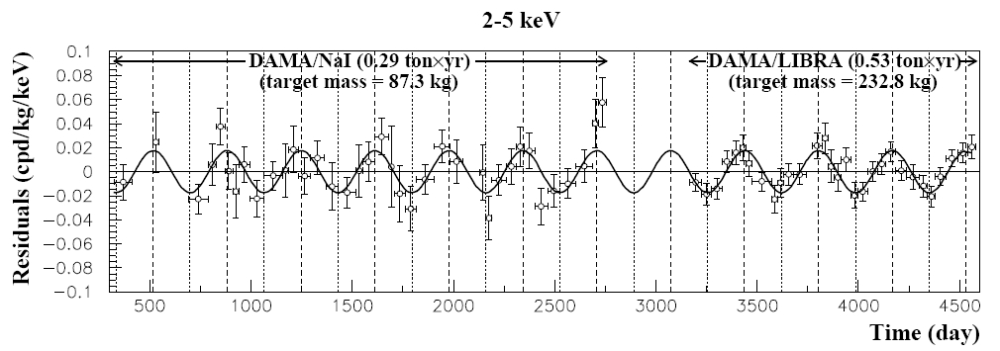 2-5 keV
Residuals (cpd/kg/keV)
0.1
0.08
0.06
0.04
0.02
0
−0.02
−0.04
−0.06
−0.08
−0.1
DAMA/NaI (0.29 ton×yr)
(target mass = 87.3 kg)
DAMA/LIBRA (0.53 ton×yr)
(target mass = 232.8 kg)
500 1000 1500 2000 2500 3000 3500 4000 4500
Time (day)